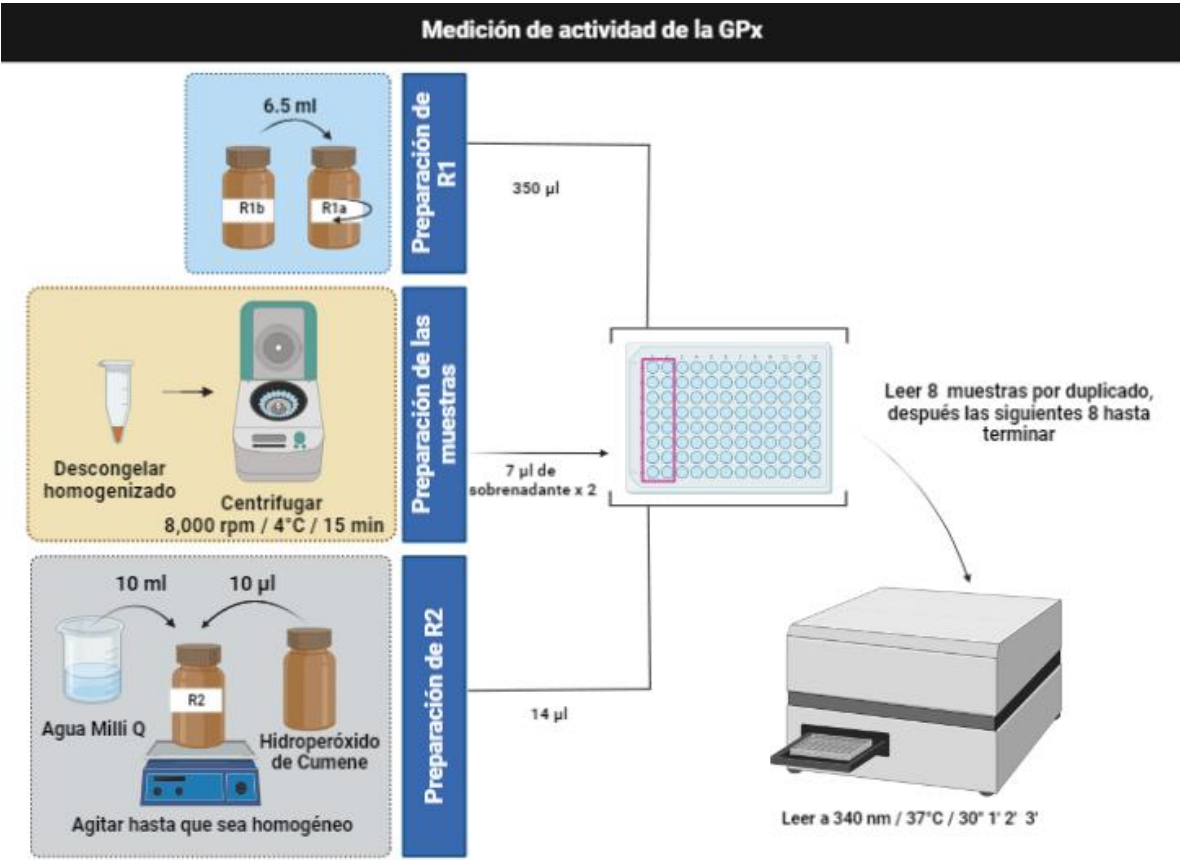 Medición de actividad de la GPx
6.5 ml
R1b
R1a
Preparación de
R1
350 µl
Descongelar
homogenizado
Centrifugar
8,000 rpm / 4°C / 15 min
Preparación de las
muestras
7 µl de
sobrenadante x 2
Leer 8 muestras por duplicado,
después las siguientes 8 hasta
terminar
10 ml
10 µl
R2
Agua Milli Q
Hidroperóxido
de Cumene
Agitar hasta que sea homogéneo
Preparación de R2
14 µl
Leer a 340 nm / 37°C / 30" 1' 2' 3'